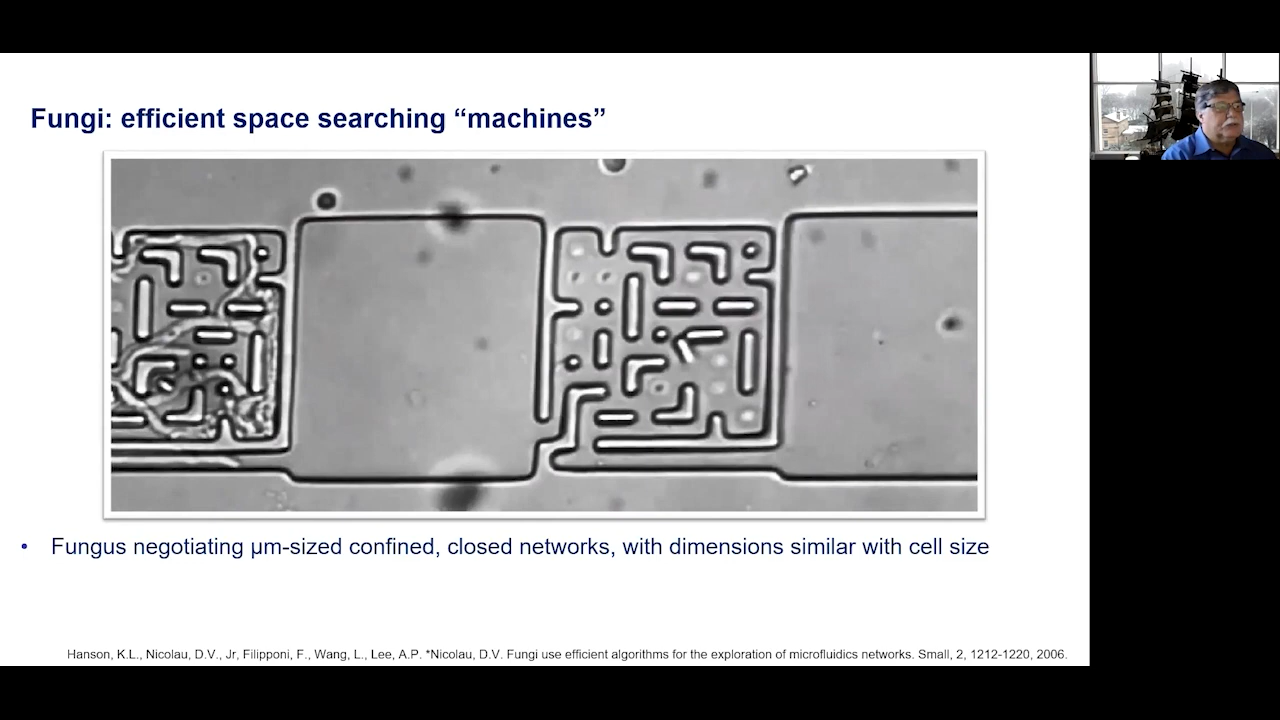 Fungi: efficient space searching “machines”
• Fungus negotiating µm-sized confined, closed networks, with dimensions similar with cell size
Hanson, K.L., Nicolau, D.V., Jr, Filipponi, F., Wang, L., Lee, A.P. *Nicolau, D.V. Fungi use efficient algorithms for the exploration of microfluidics networks. Small, 2, 1212-1220, 2006.